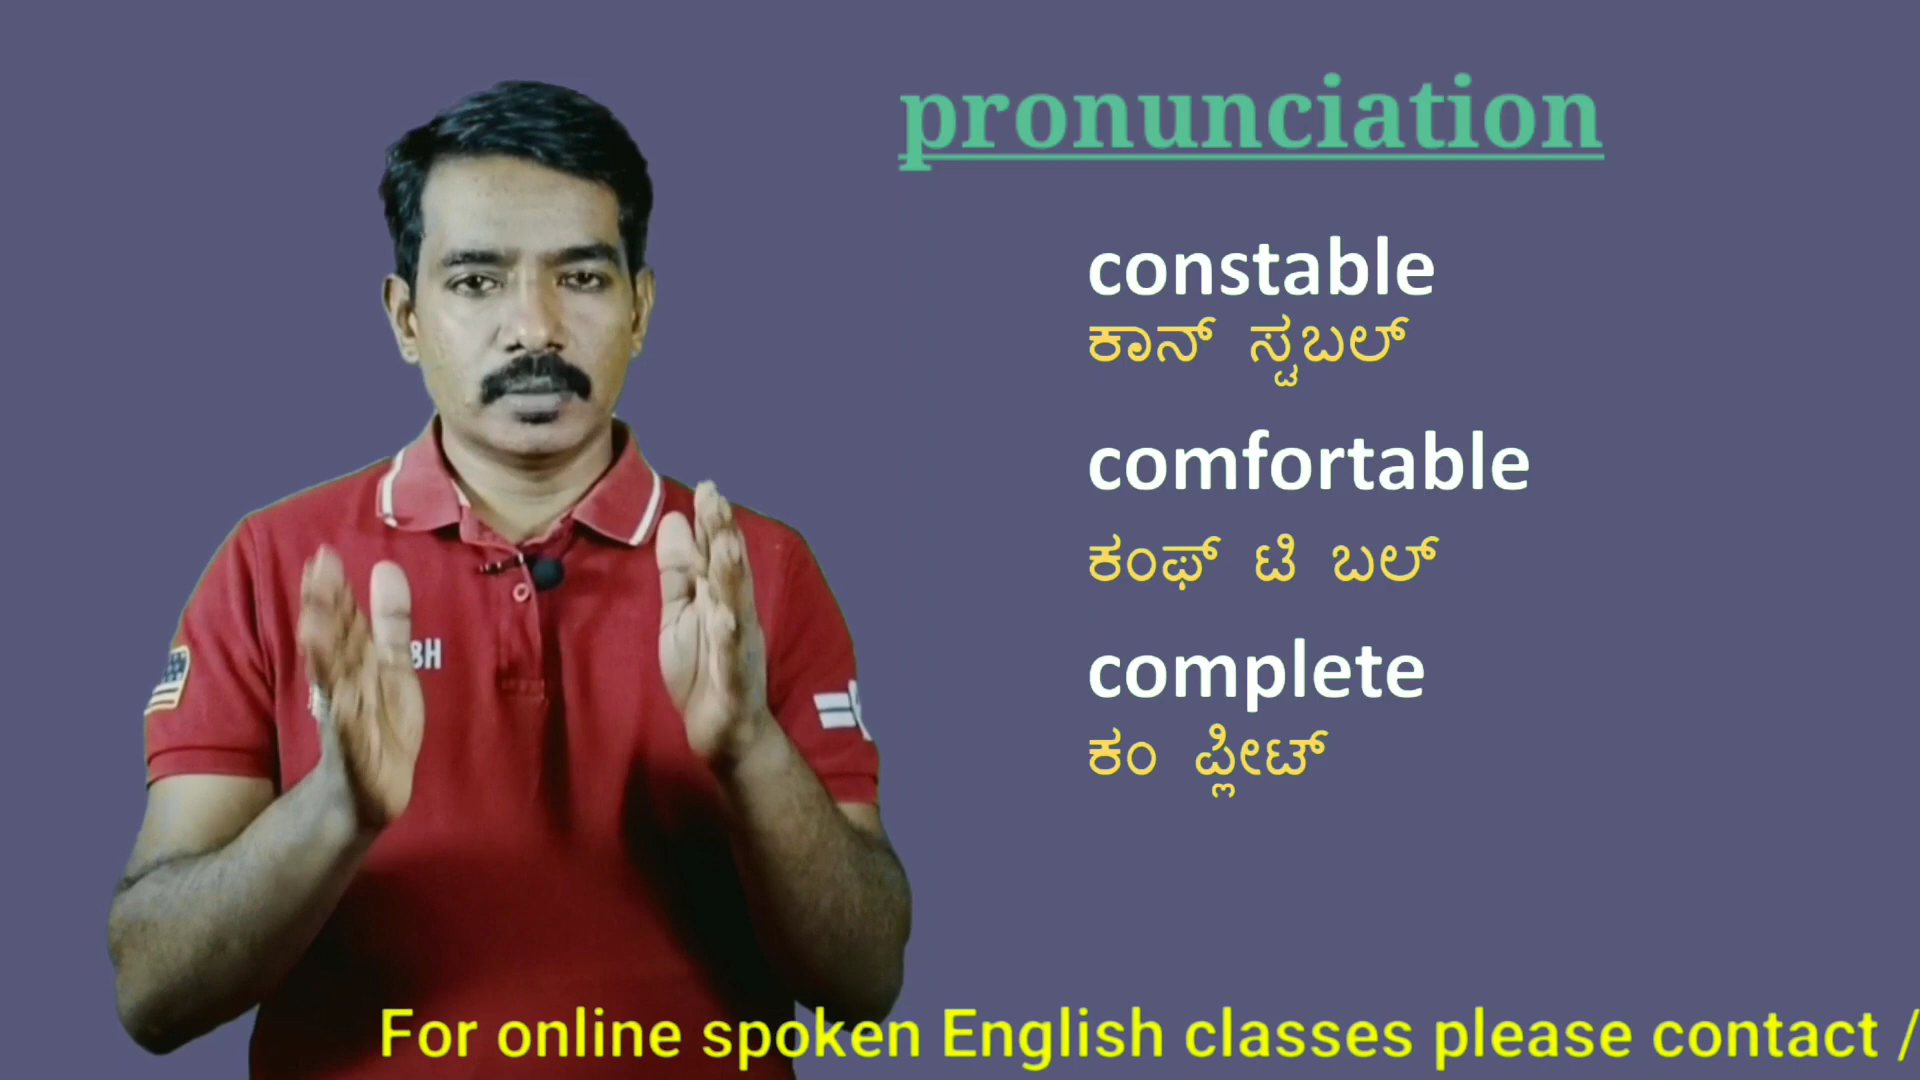 pronunciation
constable
ಕಾನ್ ಸ್ಟಬಲ್
comfortable
ಕಂಫ್ ಟಿ ಬಲ್
complete
ಕಂ ಪ್ಲೀಟ್
BH
For online spoken English classes please contact /